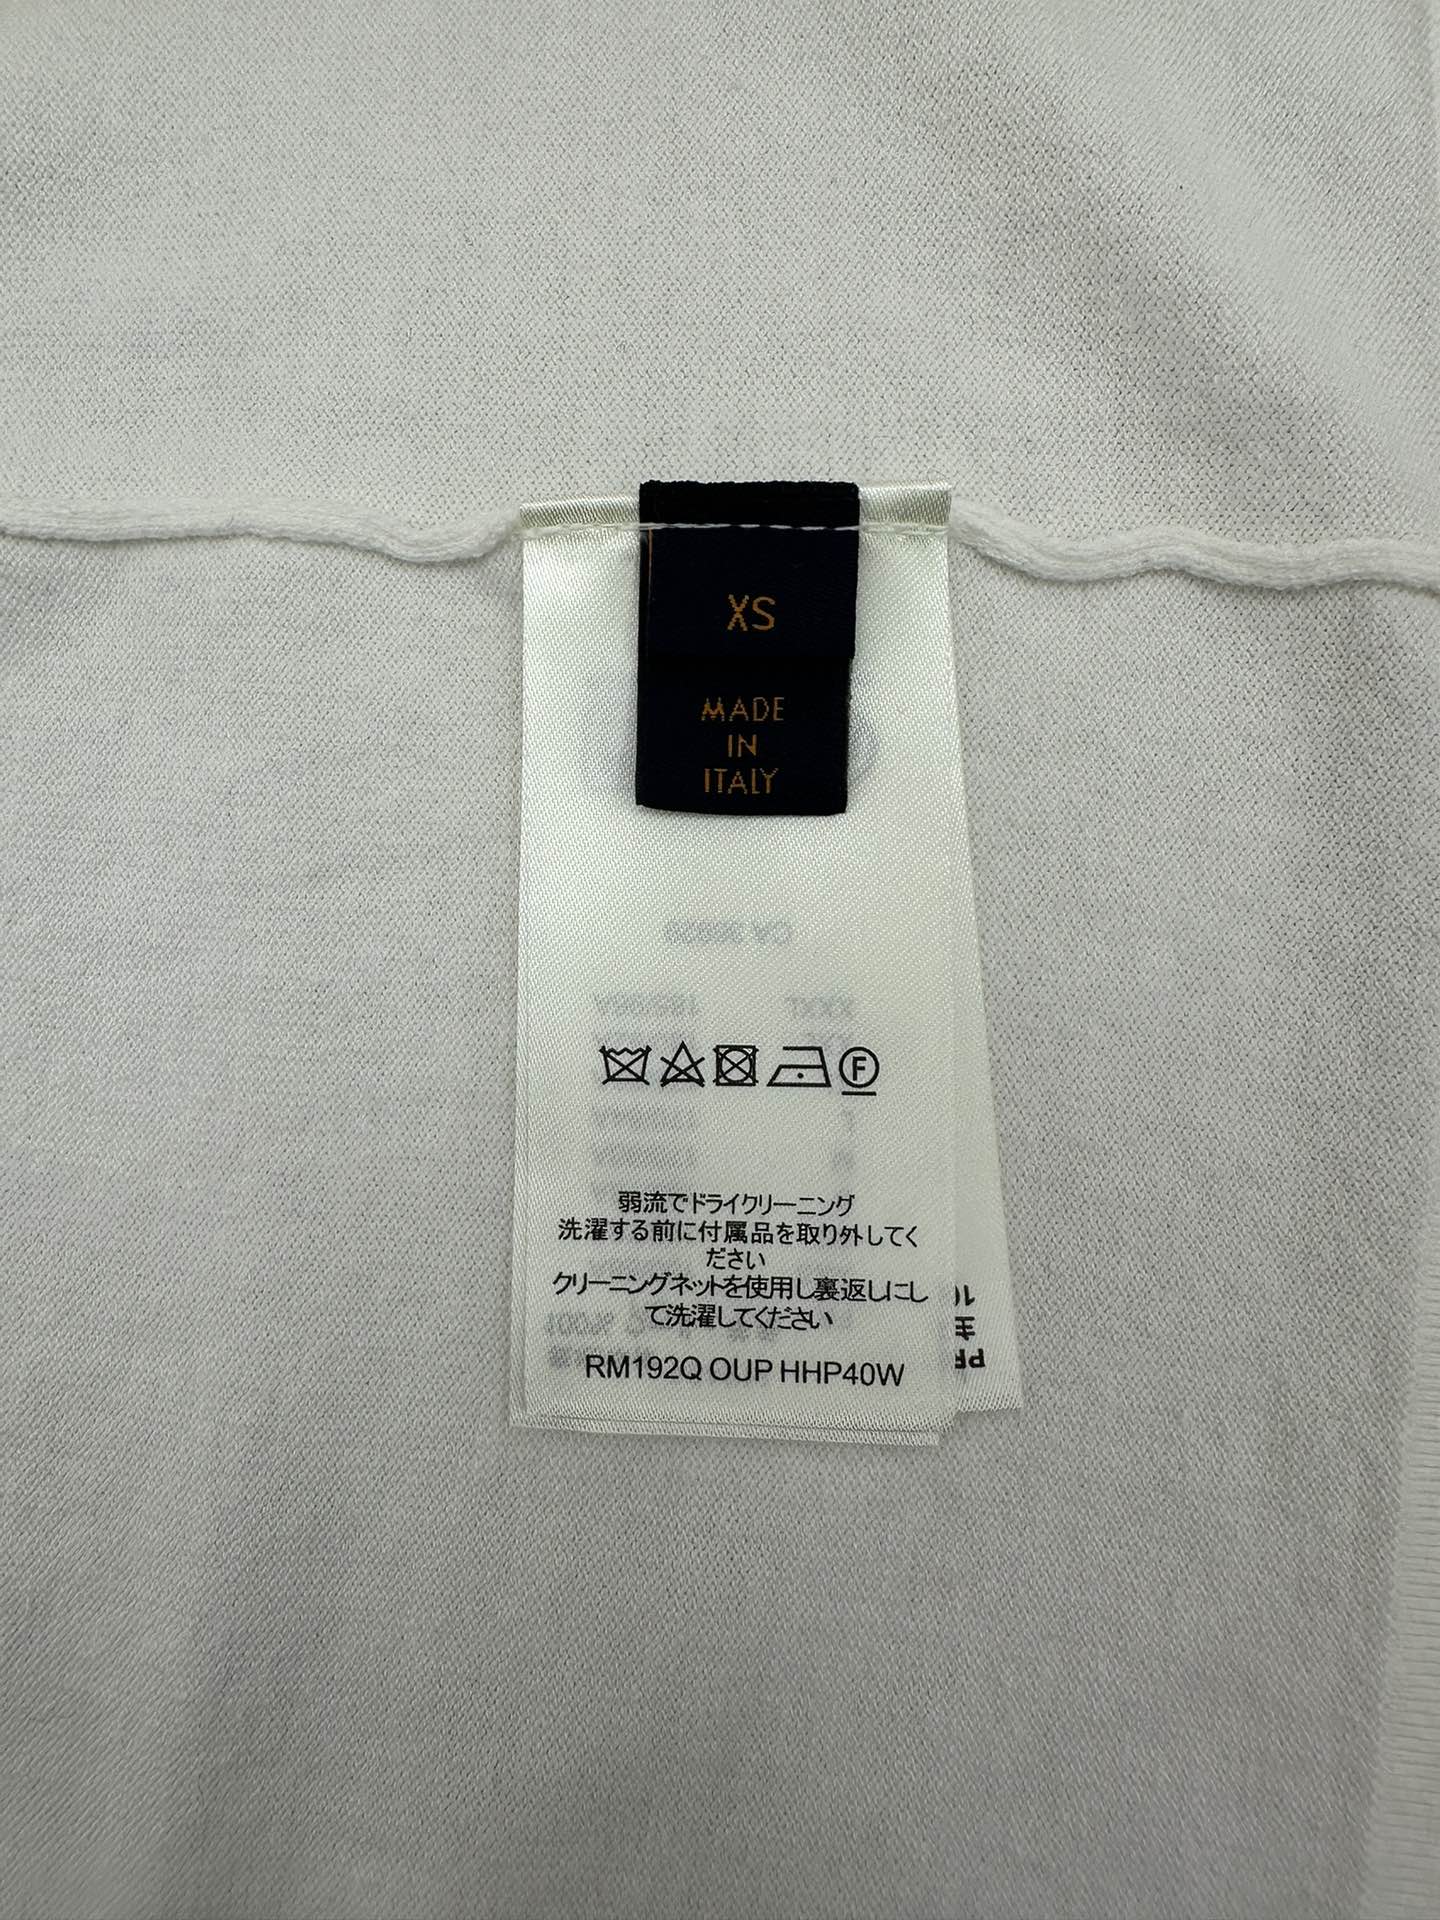 XS
MADE
IN
ITALY
F
弱流でドライクリーニング
洗濯する前に付属品を取り外してく
ださい
クリーニングネットを使用し裏返しにし
て洗濯してください
RM192Q OUP HHP40W